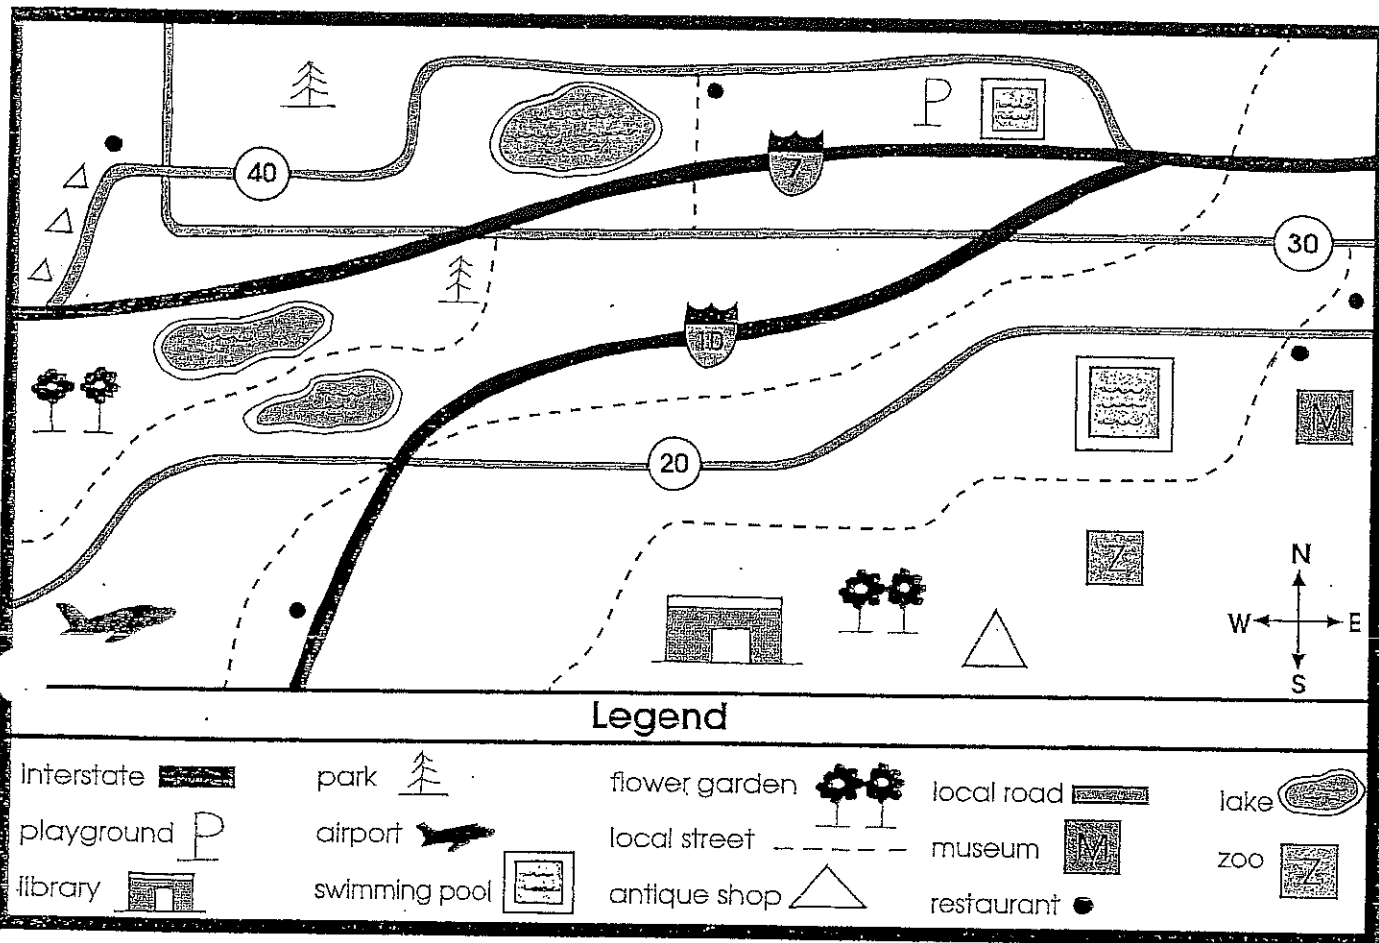 P
7
40
30
10
20
M
Z
N
W E
S
Legend
interstate park flower garden local road lake
playground P airport local street museum M zoo Z
library swimming pool antique shop restaurant